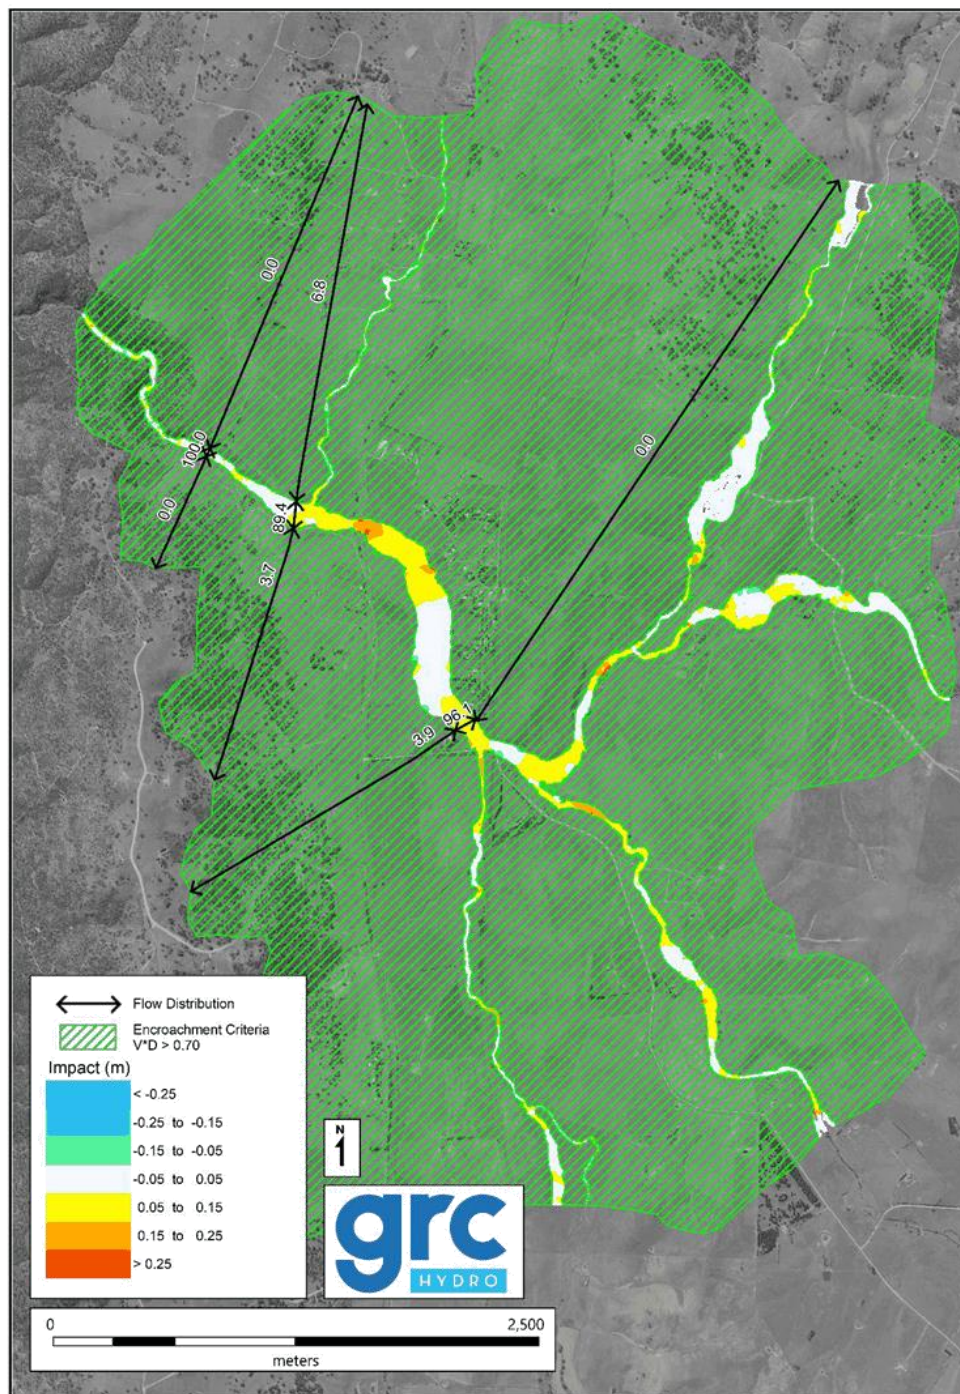 0.0
6.8
0.0
100.0
0.0
89.4
3.7
96.1
3.9
Flow Distribution
Encroachment Criteria
V*D > 0.70
Impact (m)
< -0.25
-0.25 to -0.15
-0.15 to -0.05
-0.05 to 0.05
0.05 to 0.15
0.15 to 0.25
> 0.25
N
grc
HYDRO
0 2,500
meters